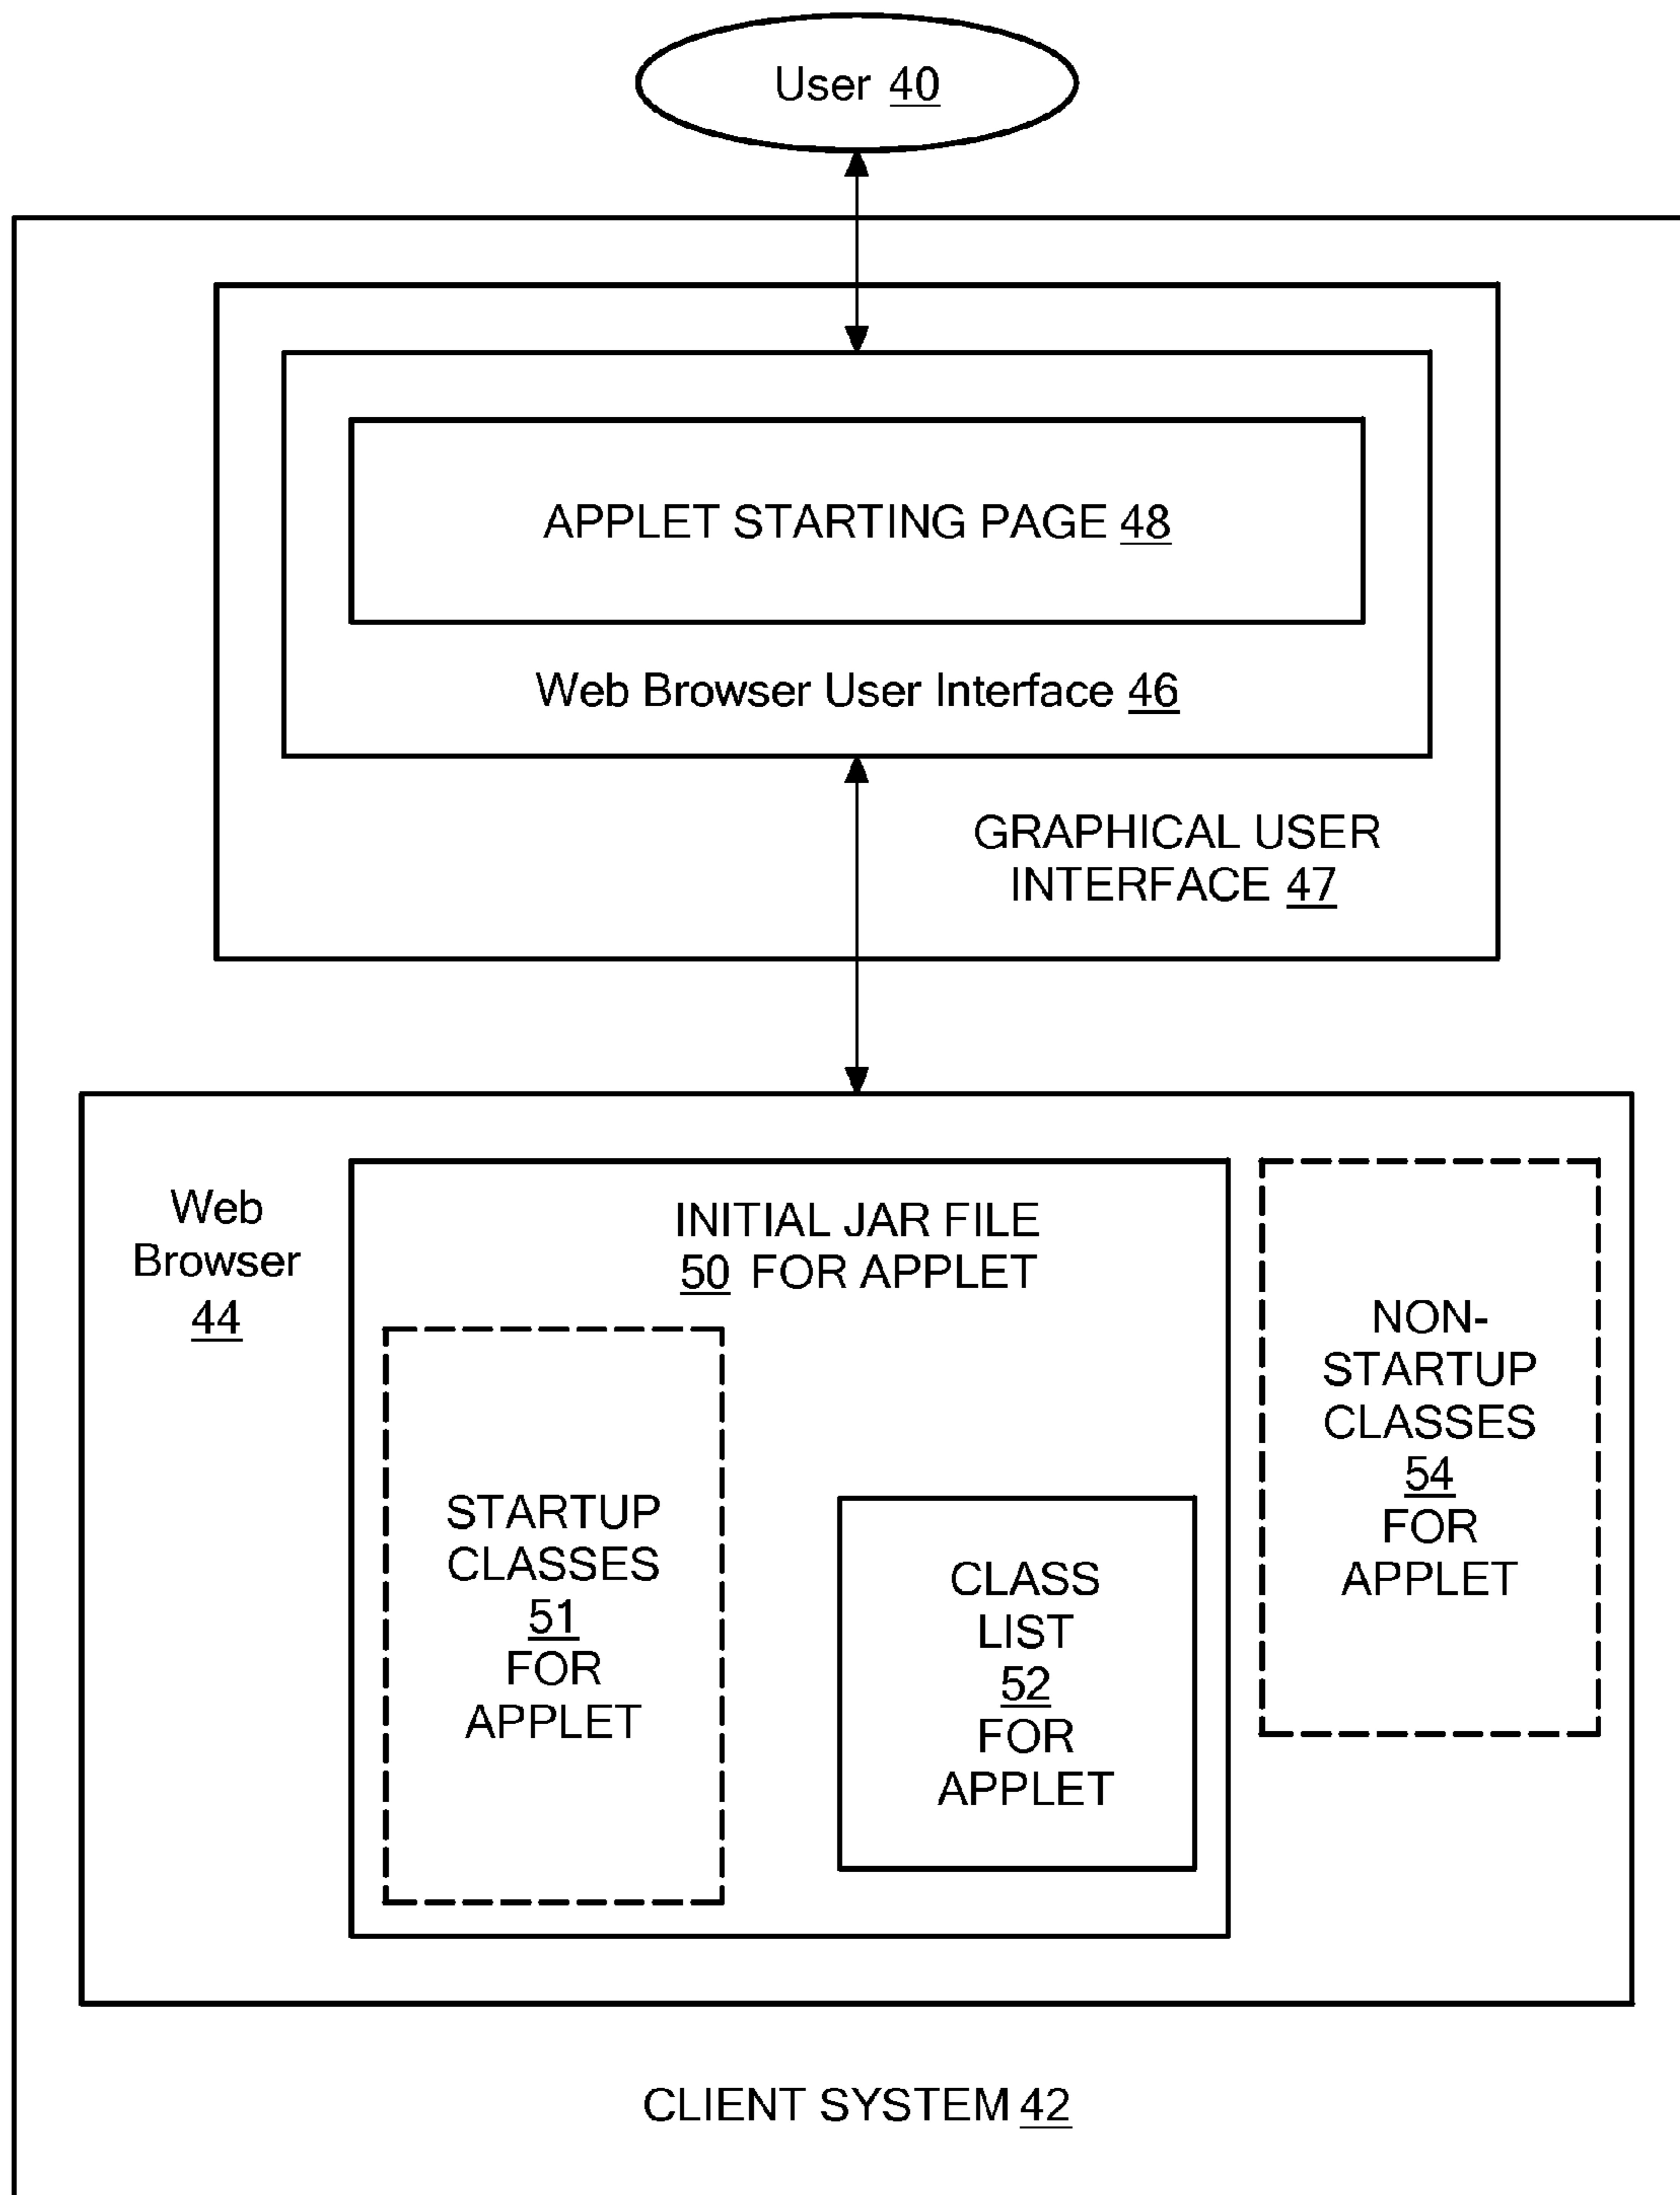 User 40
APPLET STARTING PAGE 48
Web Browser User Interface 46
GRAPHICAL USER
INTERFACE 47
Web
Browser
44
INITIAL JAR FILE
50 FOR APPLET
STARTUP
CLASSES
51
FOR
APPLET
CLASS
LIST
52
FOR
APPLET
NON-
STARTUP
CLASSES
54
FOR
APPLET
CLIENT SYSTEM 42